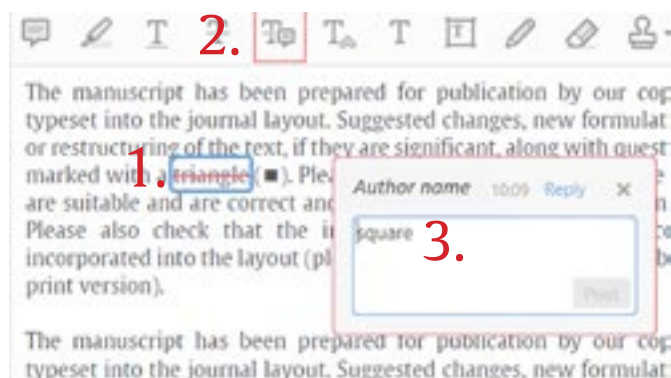 2.
The manuscript has been prepared for publication by our cop
typeset into the journal layout. Suggested changes, new formulat
or restructuring of the text, if they are significant, along with quest
marked with a triangle (■). Plea
are suitable and are correct and
Please also check that the i
incorporated into the layout (pl
print version).
1.
Author name 10:09 Reply ×
square
3.
Post
The manuscript has been prepared for publication by our cop
typeset into the journal layout. Suggested changes, new formulat